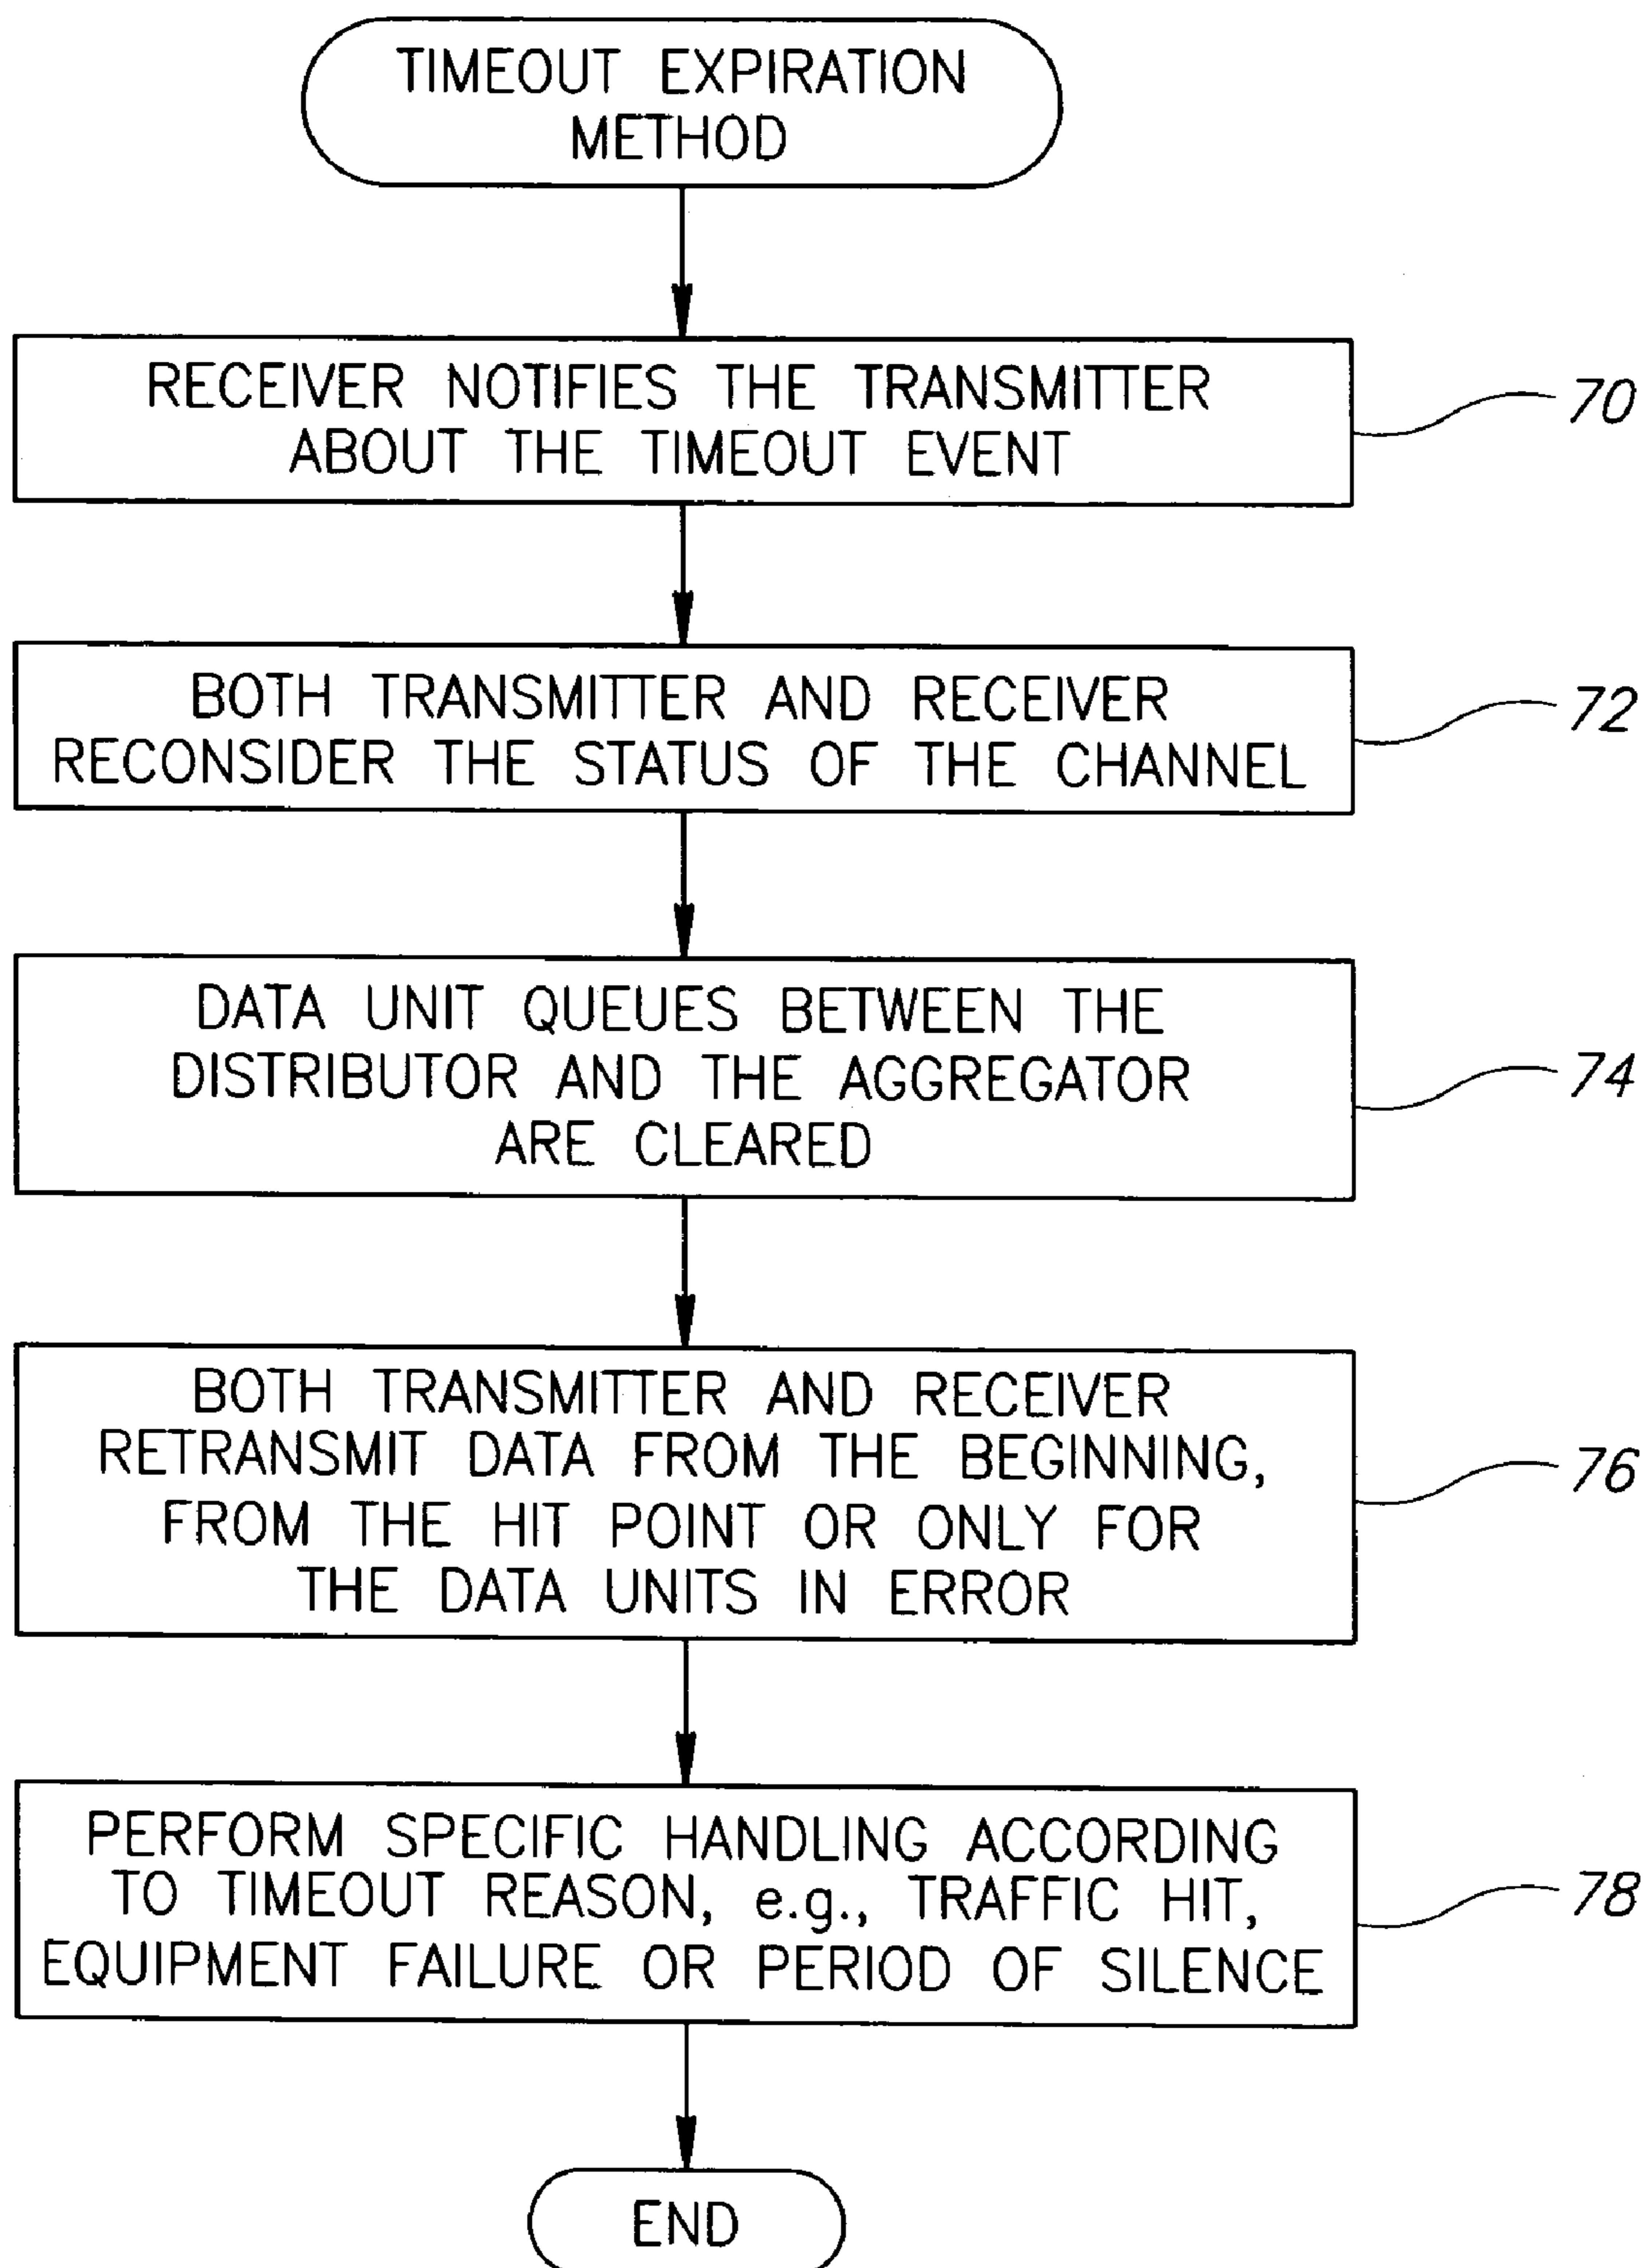 TIMEOUT EXPIRATION
METHOD
RECEIVER NOTIFIES THE TRANSMITTER
ABOUT THE TIMEOUT EVENT
70
BOTH TRANSMITTER AND RECEIVER
RECONSIDER THE STATUS OF THE CHANNEL
72
DATA UNIT QUEUES BETWEEN THE
DISTRIBUTOR AND THE AGGREGATOR
ARE CLEARED
74
BOTH TRANSMITTER AND RECEIVER
RETRANSMIT DATA FROM THE BEGINNING,
FROM THE HIT POINT OR ONLY FOR
THE DATA UNITS IN ERROR
76
PERFORM SPECIFIC HANDLING ACCORDING
TO TIMEOUT REASON, e.g., TRAFFIC HIT,
EQUIPMENT FAILURE OR PERIOD OF SILENCE
78
END